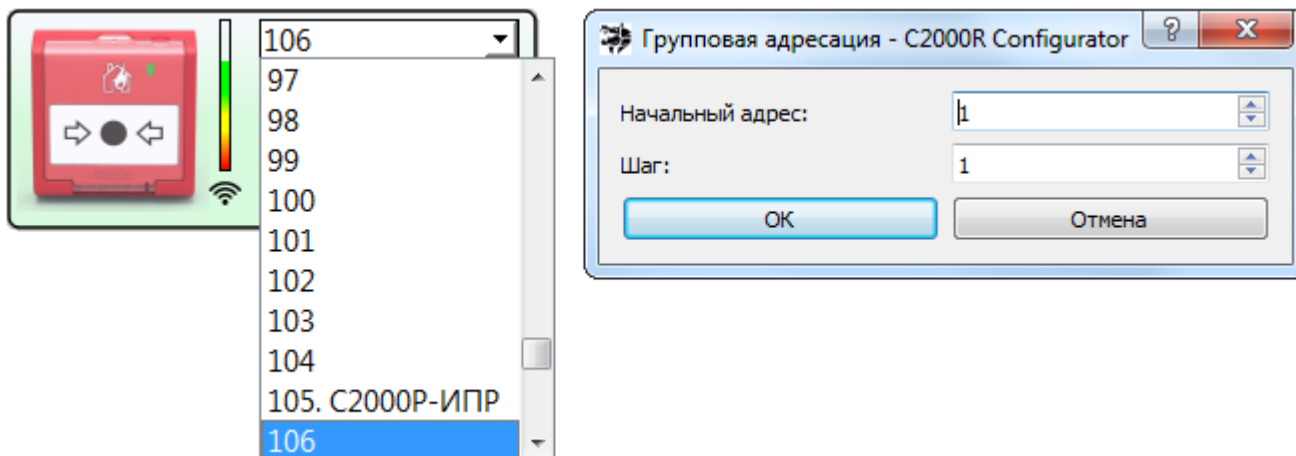 106
97
98
99
100
101
102
103
104
105. С2000Р-ИПР
106
Групповая адресация - C2000R Configurator
Начальный адрес: 1
Шаг: 1
ОК Отмена